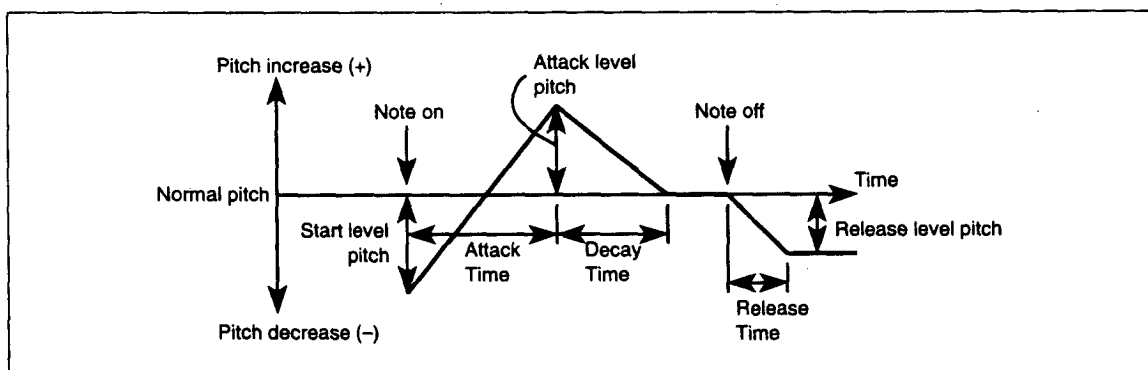 Pitch increase (+)
Attack level
pitch
Note on
Note off
Normal pitch
Time
Start level
pitch
Attack
Time
Decay
Time
Release level pitch
Release
Time
Pitch decrease (–)